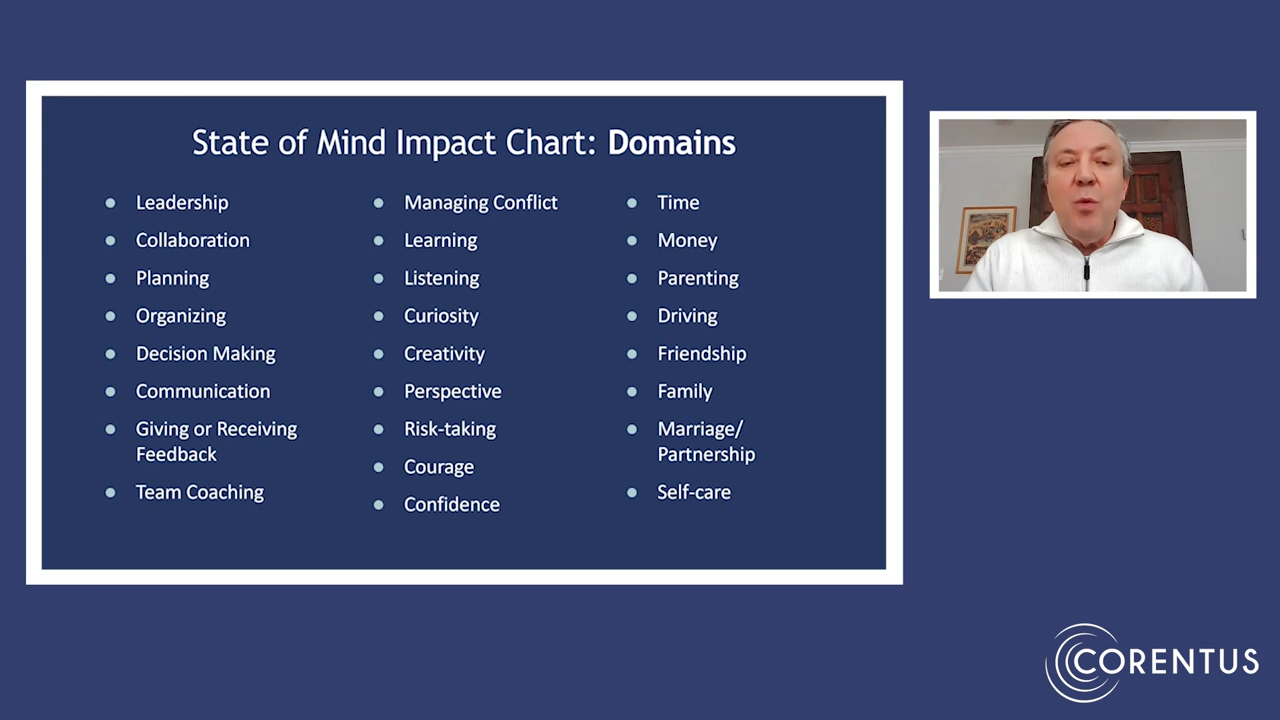 State of Mind Impact Chart: Domains
Leadership
Collaboration
Planning
Organizing
Decision Making
Communication
Giving or Receiving
Feedback
Team Coaching
Managing Conflict
Learning
Listening
Curiosity
Creativity
Perspective
Risk-taking
Courage
Confidence
Time
Money
Parenting
Driving
Friendship
Family
Marriage/
Partnership
Self-care
CORENTUS